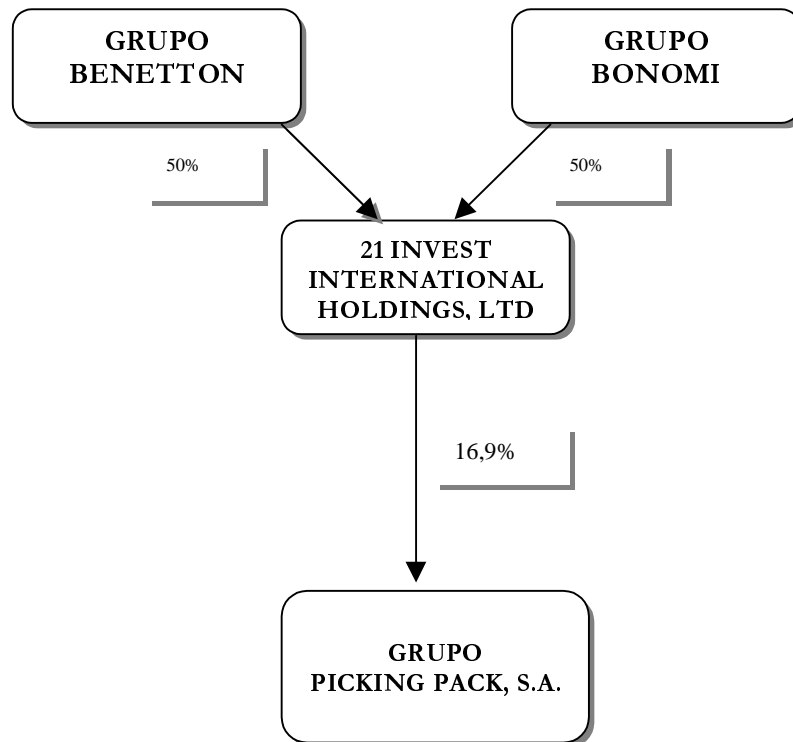 GRUPO
BENETTON
GRUPO
BONOMI
50%
50%
21 INVEST
INTERNATIONAL
HOLDINGS, LTD
16,9%
GRUPO
PICKING PACK, S.A.